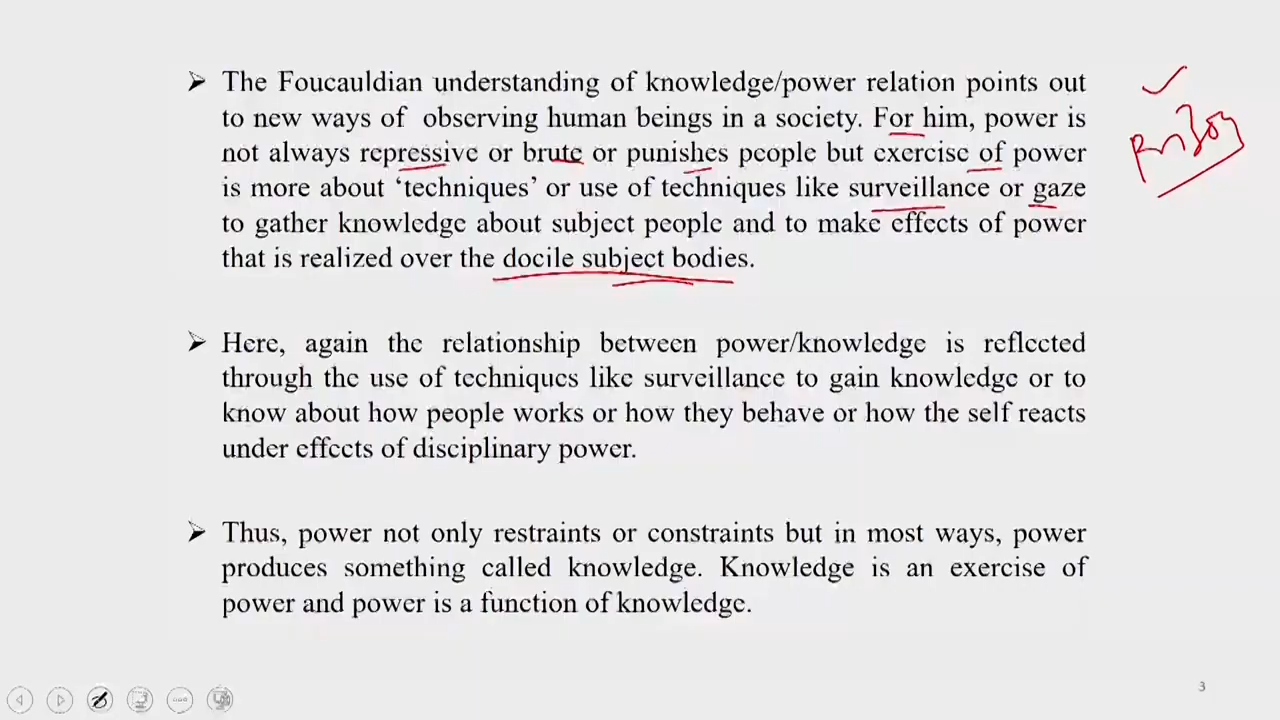 ➢ The Foucauldian understanding of knowledge/power relation points out
to new ways of observing human beings in a society. For him, power is
not always repressive or brute or punishes people but exercise of power
is more about ‘techniques’ or use of techniques like surveillance or gaze
to gather knowledge about subject people and to make effects of power
that is realized over the docile subject bodies.
➢ Here, again the relationship between power/knowledge is reflected
through the use of techniques like surveillance to gain knowledge or to
know about how people works or how they behave or how the self reacts
under effects of disciplinary power.
➢ Thus, power not only restraints or constraints but in most ways, power
produces something called knowledge. Knowledge is an exercise of
power and power is a function of knowledge.
3